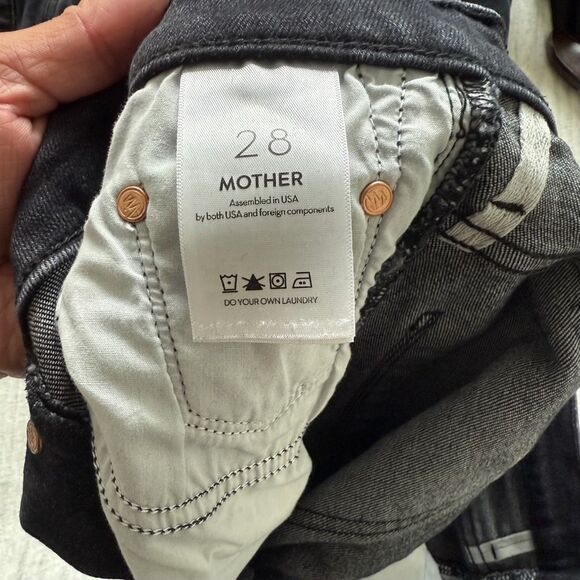 28
MOTHER
Assembled in USA
by both USA and foreign components
DO YOUR OWN LAUNDRY